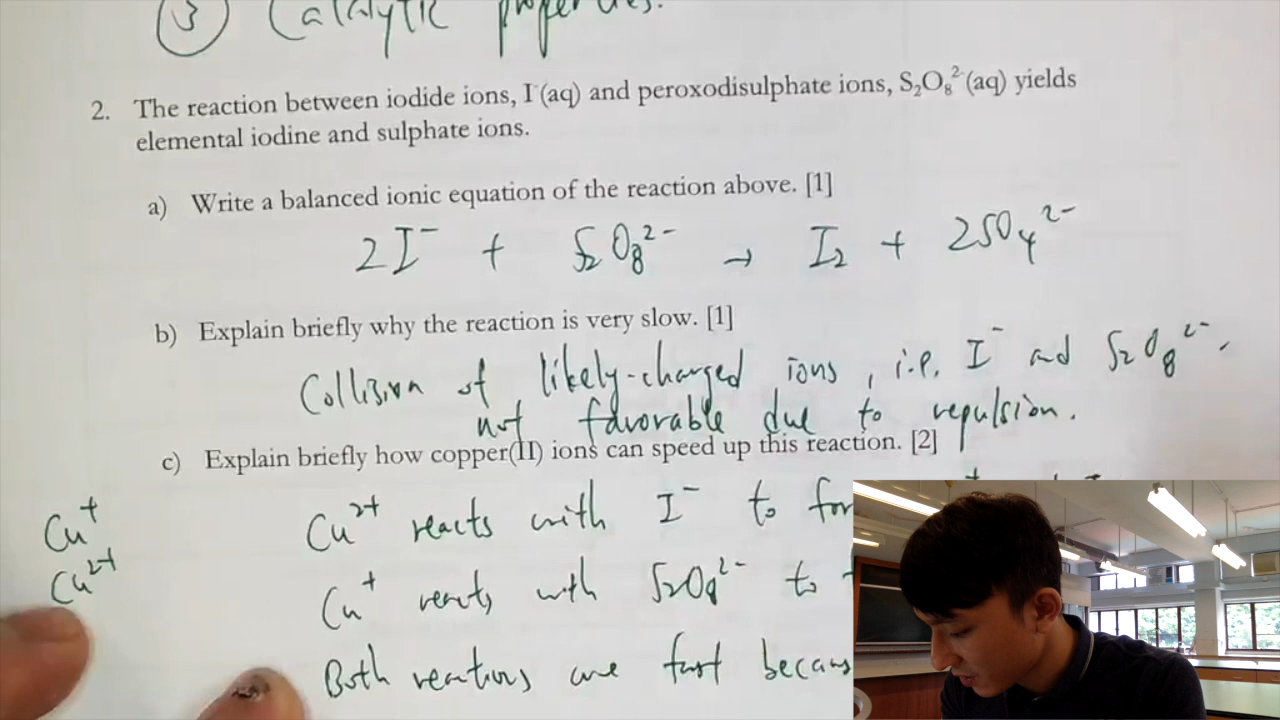 ③ Catalytic properties.
2. The reaction between iodide ions, I⁻(aq) and peroxodisulphate ions, S₂O₈²⁻(aq) yields
elemental iodine and sulphate ions.
a) Write a balanced ionic equation of the reaction above. [1]
2I⁻ + S₂O₈²⁻ → I₂ + 2SO₄²⁻
b) Explain briefly why the reaction is very slow. [1]
Collision of likely-charged ions, i.e. I⁻ and S₂O₈²⁻,
not favorable due to repulsion.
c) Explain briefly how copper(II) ions can speed up this reaction. [2]
Cu⁺
Cu²⁺
Cu²⁺ reacts with I⁻ to
Cu⁺ reacts with S₂O₈²⁻ to
Both reactions are fast